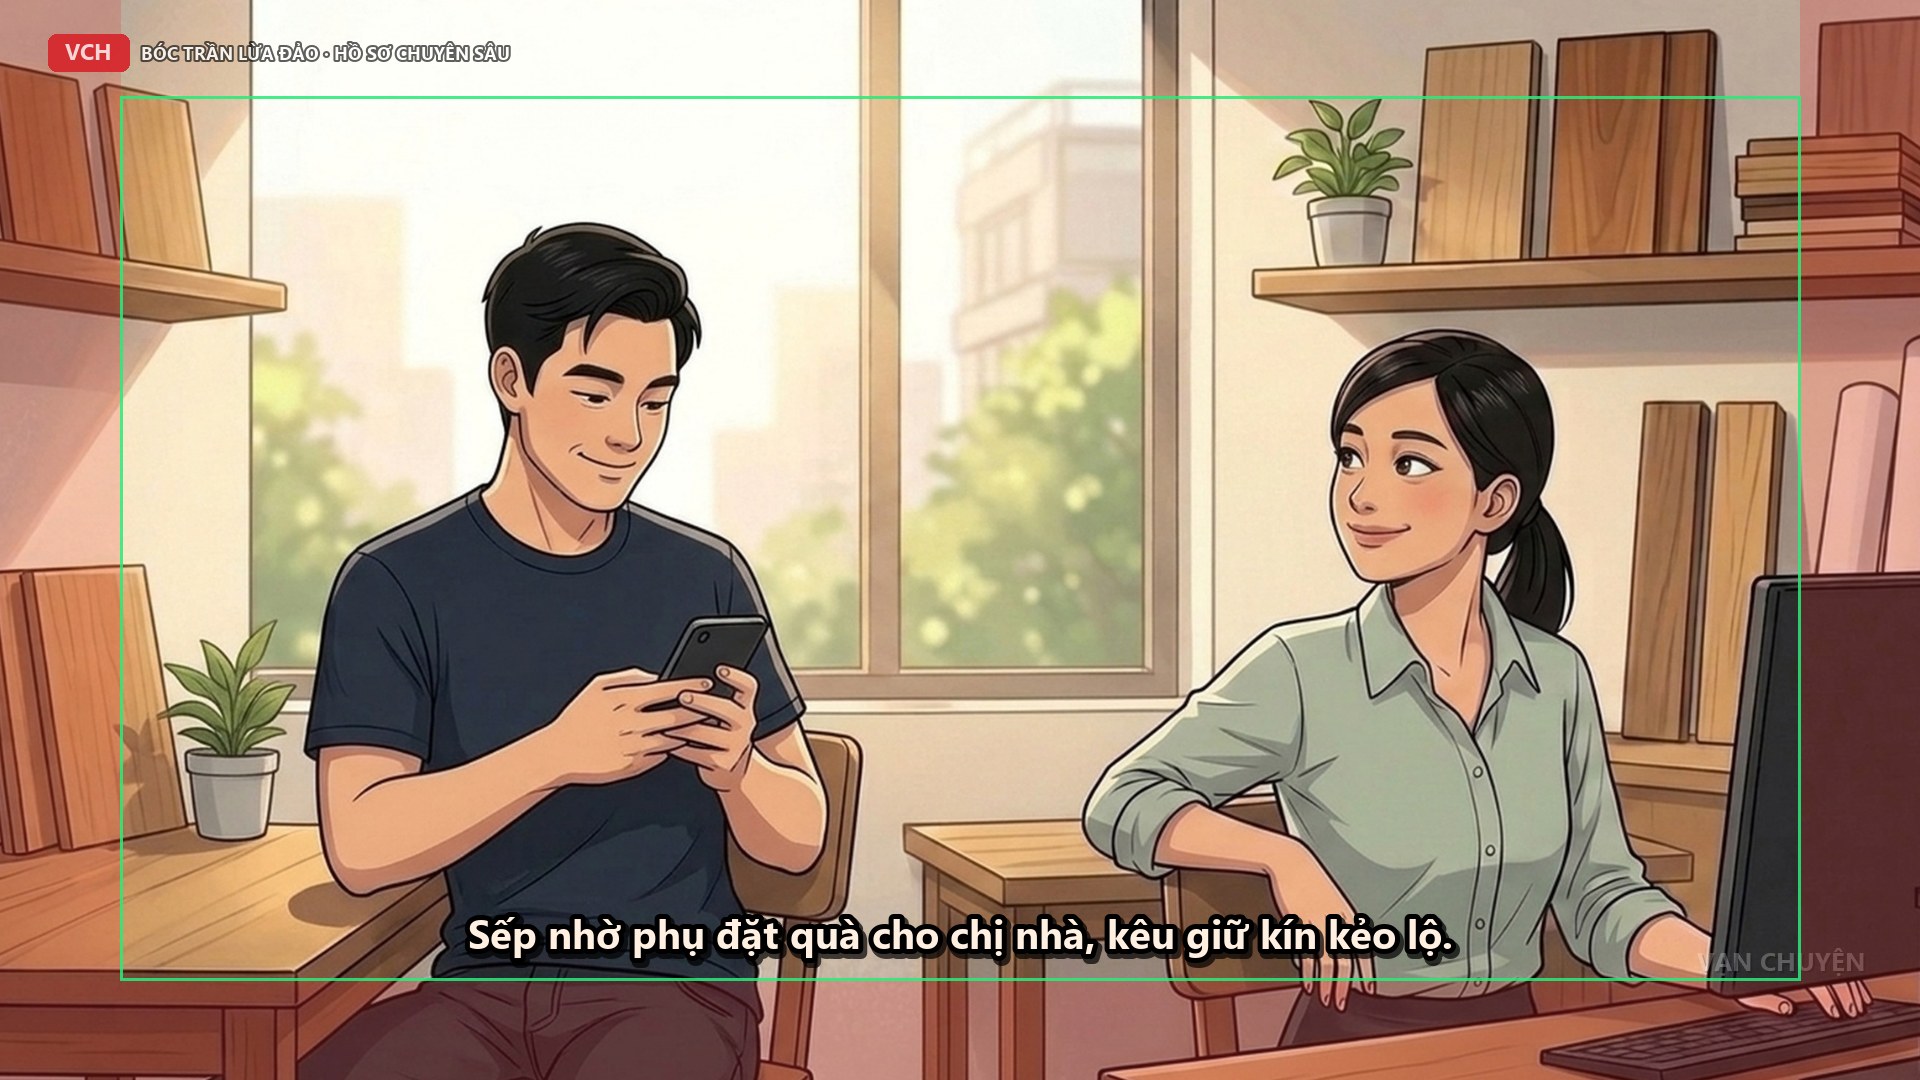 VCH BÓC TRẦN LỪA ĐẢO · HỒ SƠ CHUYÊN SÂU
Sếp nhờ phụ đặt quà cho chị nhà, kêu giữ kín kẻo lộ.
VẠN CHUYỆN